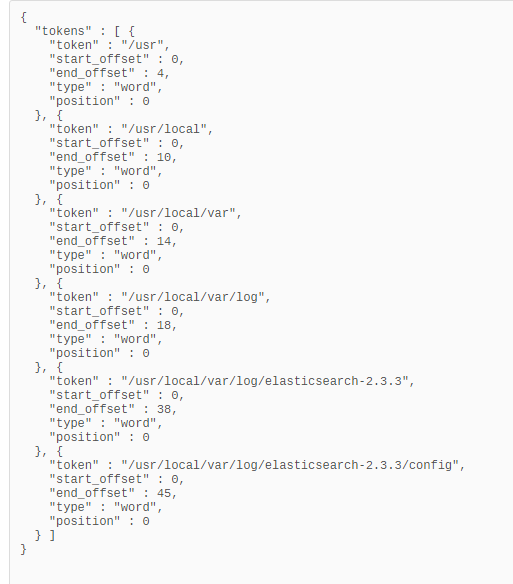 {
  "tokens" : [ {
    "token" : "/usr",
    "start_offset" : 0,
    "end_offset" : 4,
    "type" : "word",
    "position" : 0
  }, {
    "token" : "/usr/local",
    "start_offset" : 0,
    "end_offset" : 10,
    "type" : "word",
    "position" : 0
  }, {
    "token" : "/usr/local/var",
    "start_offset" : 0,
    "end_offset" : 14,
    "type" : "word",
    "position" : 0
  }, {
    "token" : "/usr/local/var/log",
    "start_offset" : 0,
    "end_offset" : 18,
    "type" : "word",
    "position" : 0
  }, {
    "token" : "/usr/local/var/log/elasticsearch-2.3.3",
    "start_offset" : 0,
    "end_offset" : 38,
    "type" : "word",
    "position" : 0
  }, {
    "token" : "/usr/local/var/log/elasticsearch-2.3.3/config",
    "start_offset" : 0,
    "end_offset" : 45,
    "type" : "word",
    "position" : 0
  } ]
}